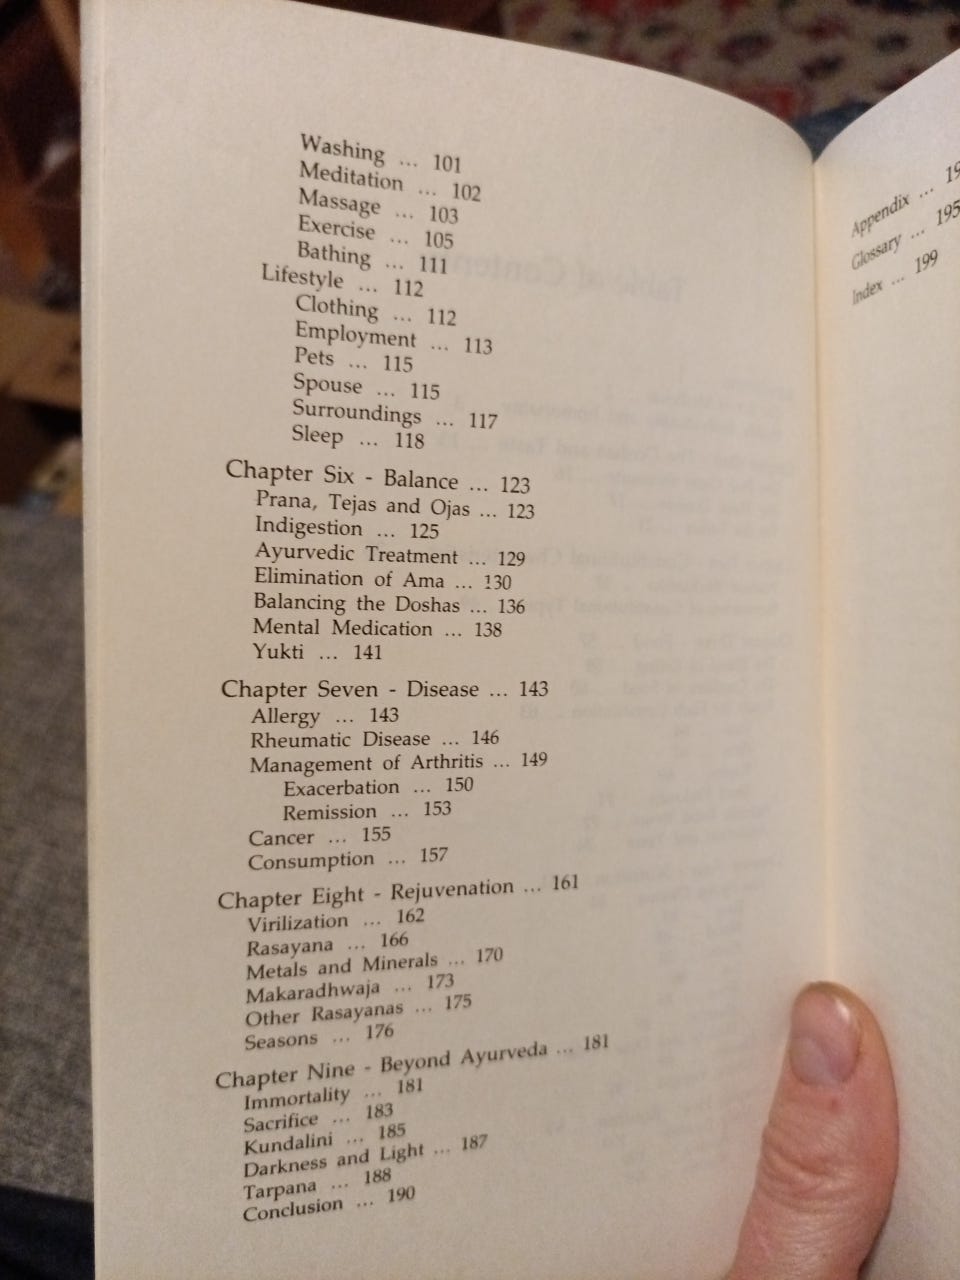 Washing ... 101
Meditation ... 102
Massage ... 103
Exercise ... 105
Bathing ... 111
Lifestyle ... 112
Clothing ... 112
Employment ... 113
Pets ... 115
Spouse ... 115
Surroundings ... 117
Sleep ... 118
Chapter Six - Balance ... 123
Prana, Tejas and Ojas ... 123
Indigestion ... 125
Ayurvedic Treatment ... 129
Elimination of Ama ... 130
Balancing the Doshas ... 136
Mental Medication ... 138
Yukti ... 141
Chapter Seven - Disease ... 143
Allergy ... 143
Rheumatic Disease ... 146
Management of Arthritis ... 149
Exacerbation ... 150
Remission ... 153
Cancer ... 155
Consumption ... 157
Chapter Eight - Rejuvenation ... 161
Virilization ... 162
Rasayana ... 166
Metals and Minerals ... 170
Makaradhwaja ... 173
Other Rasayanas ... 175
Seasons ... 176
Chapter Nine - Beyond Ayurveda ... 181
Immortality ... 181
Sacrifice ... 183
Kundalini ... 185
Darkness and Light ... 187
Tarpana ... 188
Conclusion ... 190
Appendix ...
Glossary ... 195
Index ... 199